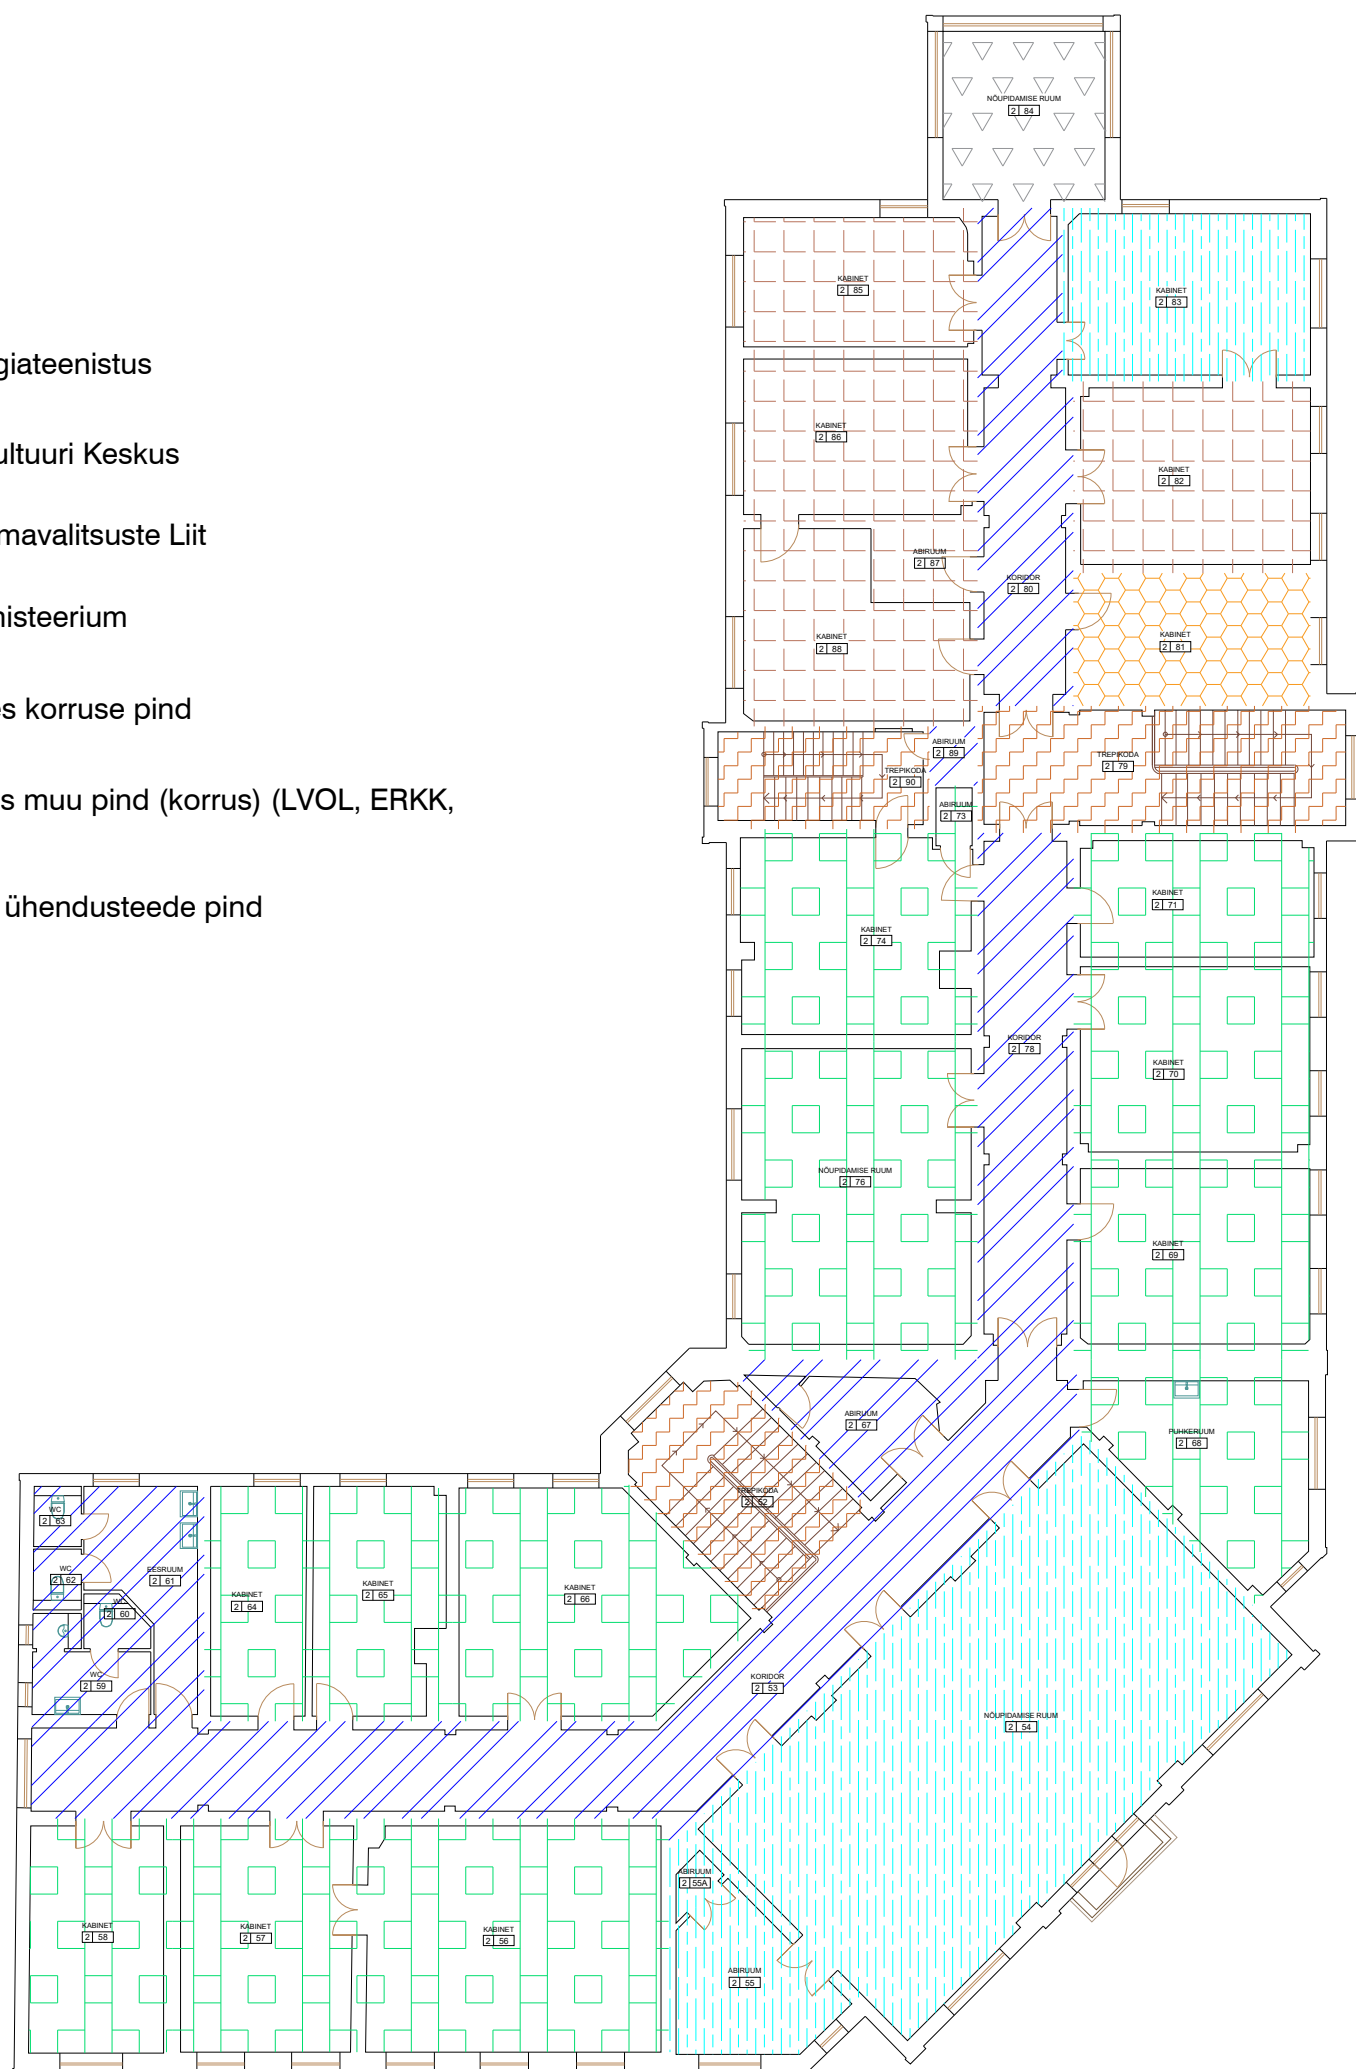 NÕUPIDAMISE RUUM
2 84
KABINET
2 85
KABINET
2 83
giateenistus
KABINET
2 86
ultuuri Keskus
KABINET
2 82
mavalitsuste Liit
ABIRUUM
2 87
KORIDOR
2 80
nisteerium
KABINET
2 88
KABINET
2 81
es korruse pind
ABIRUUM
2 89
TREPIKODA
2 79
TREPIKODA
2 90
s muu pind (korrus) (LVOL, ERKK,
ABIRUUM
2 73
KABINET
2 71
ühendusteede pind
KABINET
2 74
KORIDOR
2 78
KABINET
2 70
NÕUPIDAMISE RUUM
2 76
KABINET
2 69
ABIRUUM
2 67
PUHKERUUM
2 68
TREPIKODA
2 52
WC
2 63
WC
2 62
EESRUUM
2 61
WC
2 60
KABINET
2 64
KABINET
2 65
KABINET
2 66
WC
2 59
KORIDOR
2 53
NÕUPIDAMISE RUUM
2 54
ABIRUUM
2 55A
KABINET
2 58
KABINET
2 57
KABINET
2 56
ABIRUUM
2 55